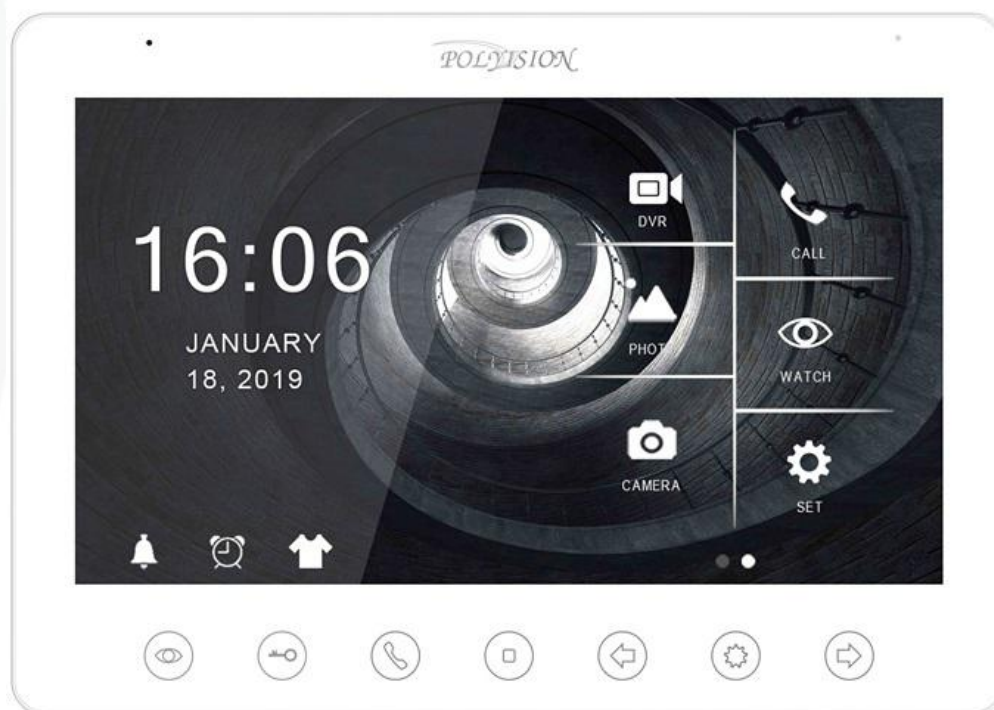 POLYVISION
16:06
JANUARY
18, 2019
DVR
PHOTO
CAMERA
CALL
WATCH
SET